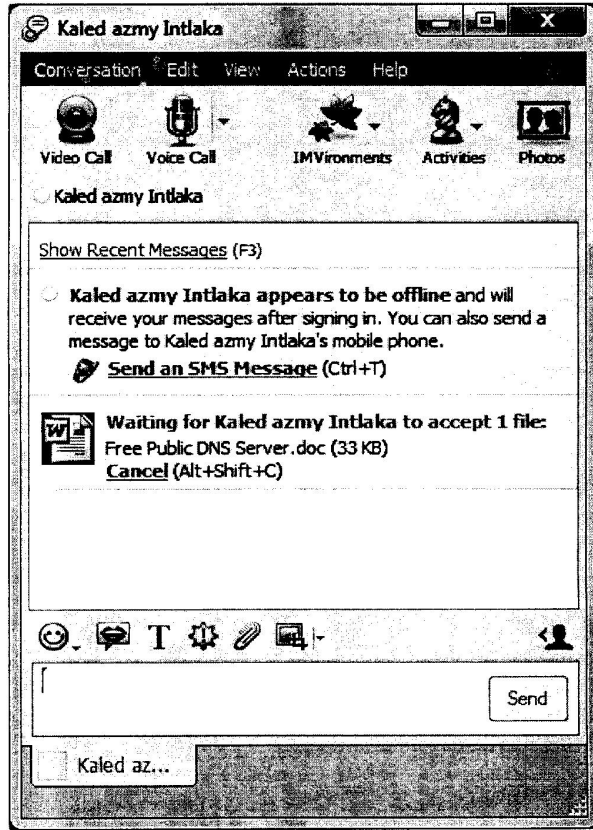 Kaled azmy Intlaka
Conversation Edit View Actions Help
Video Call Voice Call IMVironments Activities Photos
Kaled azmy Intlaka
Show Recent Messages (F3)
Kaled azmy Intlaka appears to be offline and will
receive your messages after signing in. You can also send a
message to Kaled azmy Intlaka's mobile phone.
Send an SMS Message (Ctrl+T)
Waiting for Kaled azmy Intlaka to accept 1 file:
Free Public DNS Server.doc (33 KB)
Cancel (Alt+Shift+C)
Send
Kaled az...